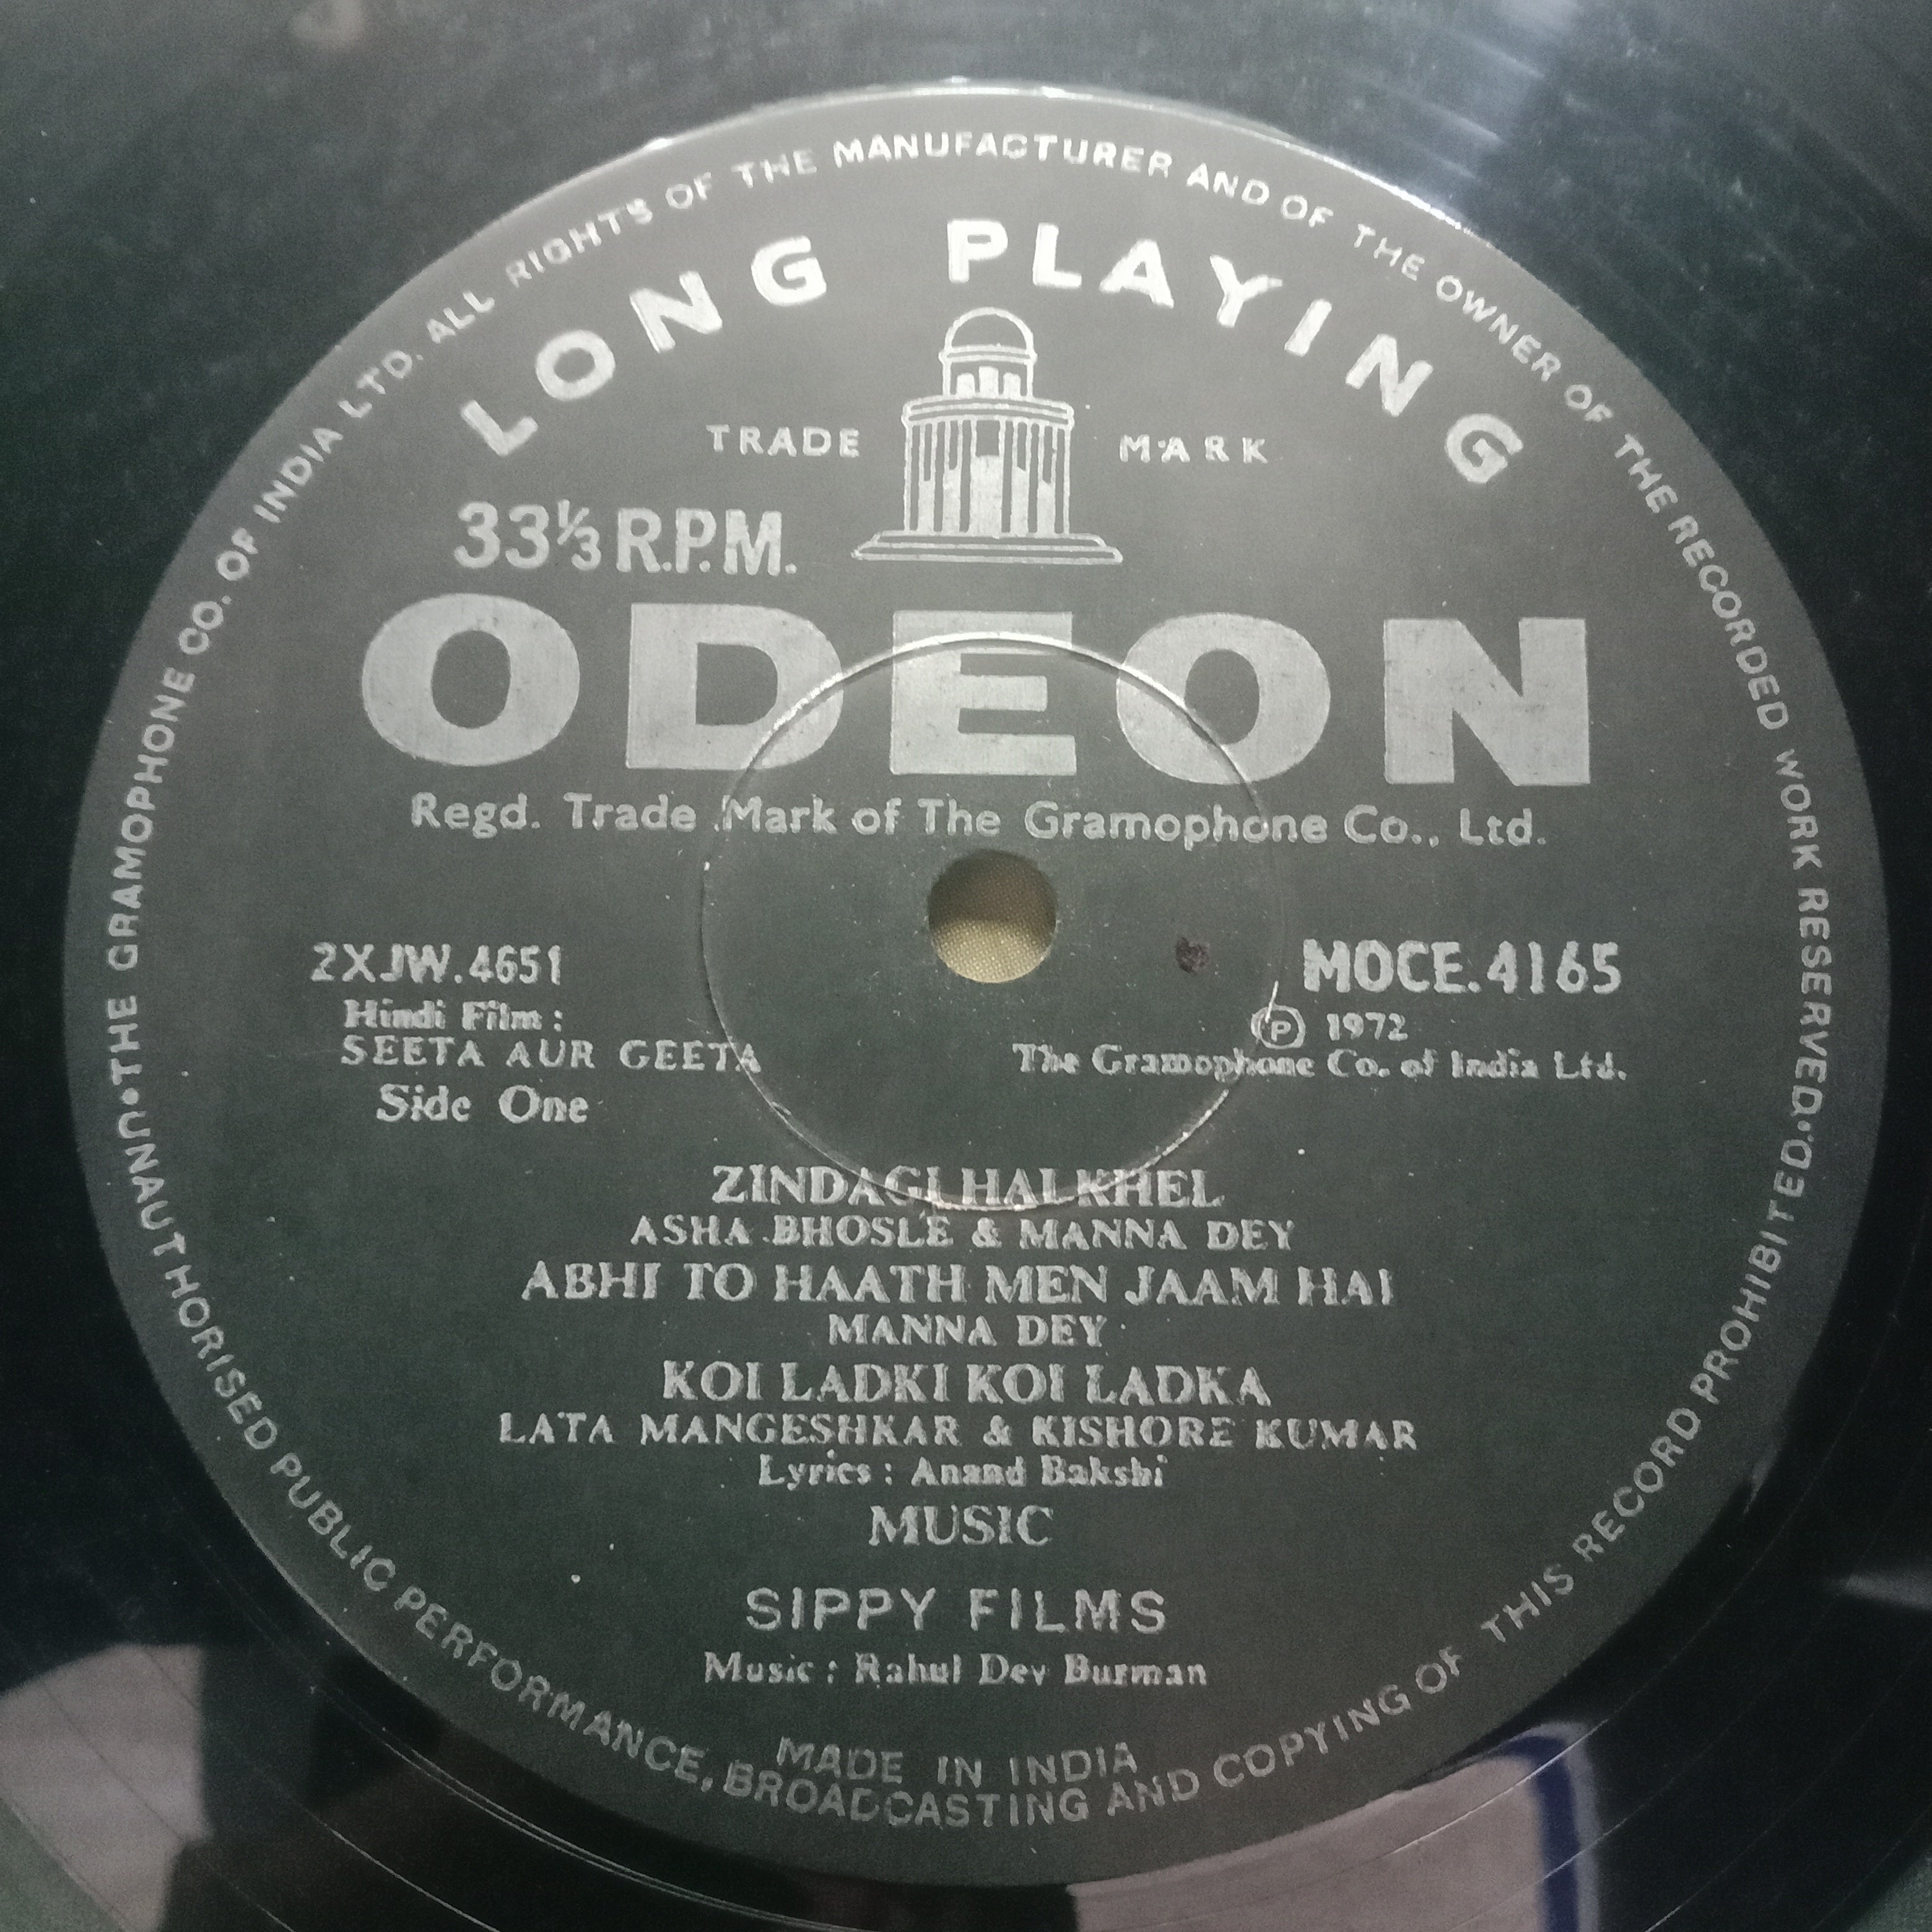 •THE GRAMOPHONE CO. OF INDIA LTD. ALL RIGHTS OF THE MANUFACTURER AND OF THE OWNER OF THE RECORDED WORK RESERVED.
LONG PLAYING
TRADE MARK
33⅓ R.P.M.
ODEON
Regd. Trade Mark of The Gramophone Co., Ltd.
2XJW.4651
MOCE.4165
Hindi Film :
Ⓟ 1972
SEETA AUR GEETA
The Gramophone Co. of India Ltd.
Side One
ZINDAGI HAI KHEL
ASHA BHOSLE & MANNA DEY
ABHI TO HAATH MEN JAAM HAI
MANNA DEY
KOI LADKI KOI LADKA
LATA MANGESHKAR & KISHORE KUMAR
Lyrics : Anand Bakshi
MUSIC
SIPPY FILMS
Music : Rahul Dev Burman
MADE IN INDIA
•UNNAUTHORISED PUBLIC PERFORMANCE, BROADCASTING AND COPYING OF THIS RECORD PROHIBITED.